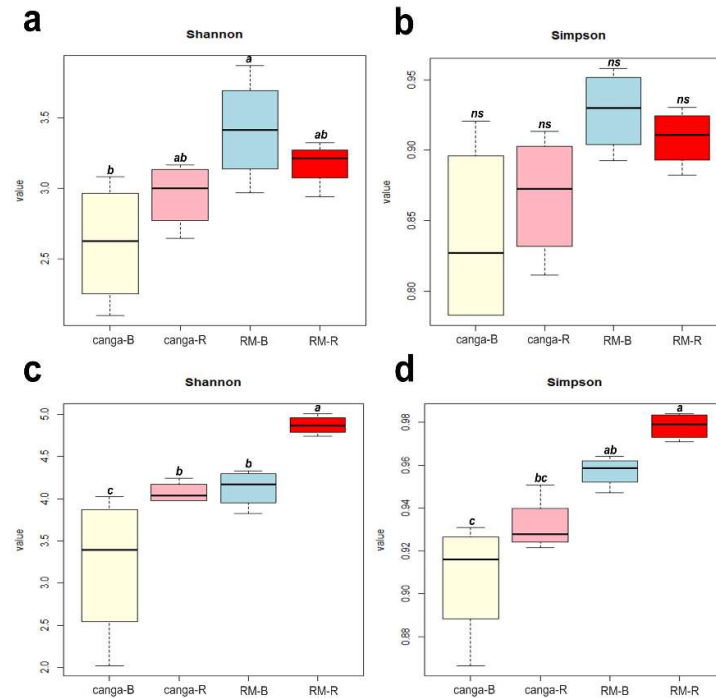 a
Shannon
value
3.5
3.0
2.5
b
ab
a
ab
canga-B canga-R RM-B RM-R
b
Simpson
value
0.95
0.90
0.85
0.80
ns
ns
ns
ns
canga-B canga-R RM-B RM-R
c
Shannon
value
5.0
4.5
4.0
3.5
3.0
2.5
2.0
c
b
b
a
canga-B canga-R RM-B RM-R
d
Simpson
value
0.98
0.96
0.94
0.92
0.90
0.88
c
bc
ab
a
canga-B canga-R RM-B RM-R